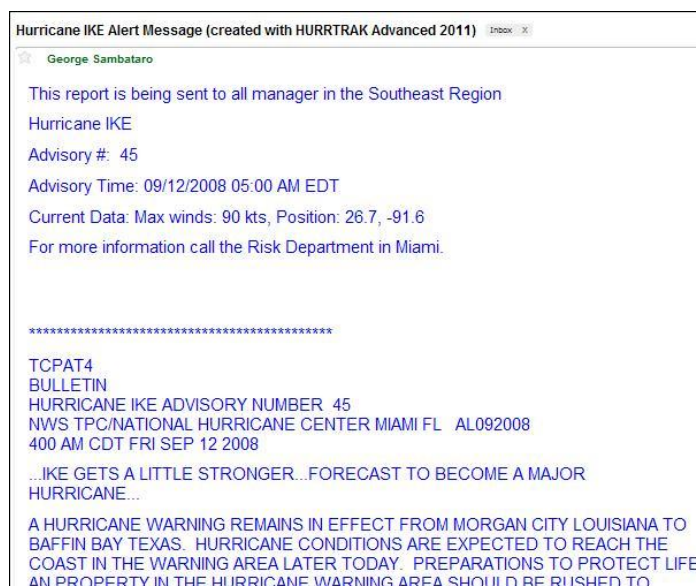 Hurricane IKE Alert Message (created with HURRTRAK Advanced 2011) Inbox X
George Sambataro
This report is being sent to all manager in the Southeast Region
Hurricane IKE
Advisory #: 45
Advisory Time: 09/12/2008 05:00 AM EDT
Current Data: Max winds: 90 kts, Position: 26.7, -91.6
For more information call the Risk Department in Miami.
********************************************
TCPAT4
BULLETIN
HURRICANE IKE ADVISORY NUMBER 45
NWS TPC/NATIONAL HURRICANE CENTER MIAMI FL AL092008
400 AM CDT FRI SEP 12 2008
...IKE GETS A LITTLE STRONGER...FORECAST TO BECOME A MAJOR
HURRICANE...
A HURRICANE WARNING REMAINS IN EFFECT FROM MORGAN CITY LOUISIANA TO
BAFFIN BAY TEXAS. HURRICANE CONDITIONS ARE EXPECTED TO REACH THE
COAST IN THE WARNING AREA LATER TODAY. PREPARATIONS TO PROTECT LIFE
AN PROPERTY IN THE HURRICANE WARNING AREA SHOULD BE RUSHED TO